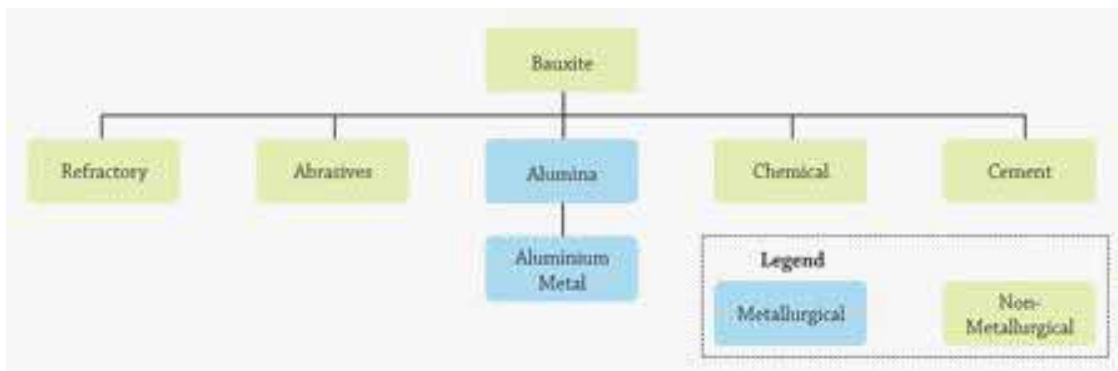 Bauxite
Refractory
Abrasives
Alumina
Chemical
Cement
Aluminium
Metal
Legend
Metallurgical
Non-
Metallurgical